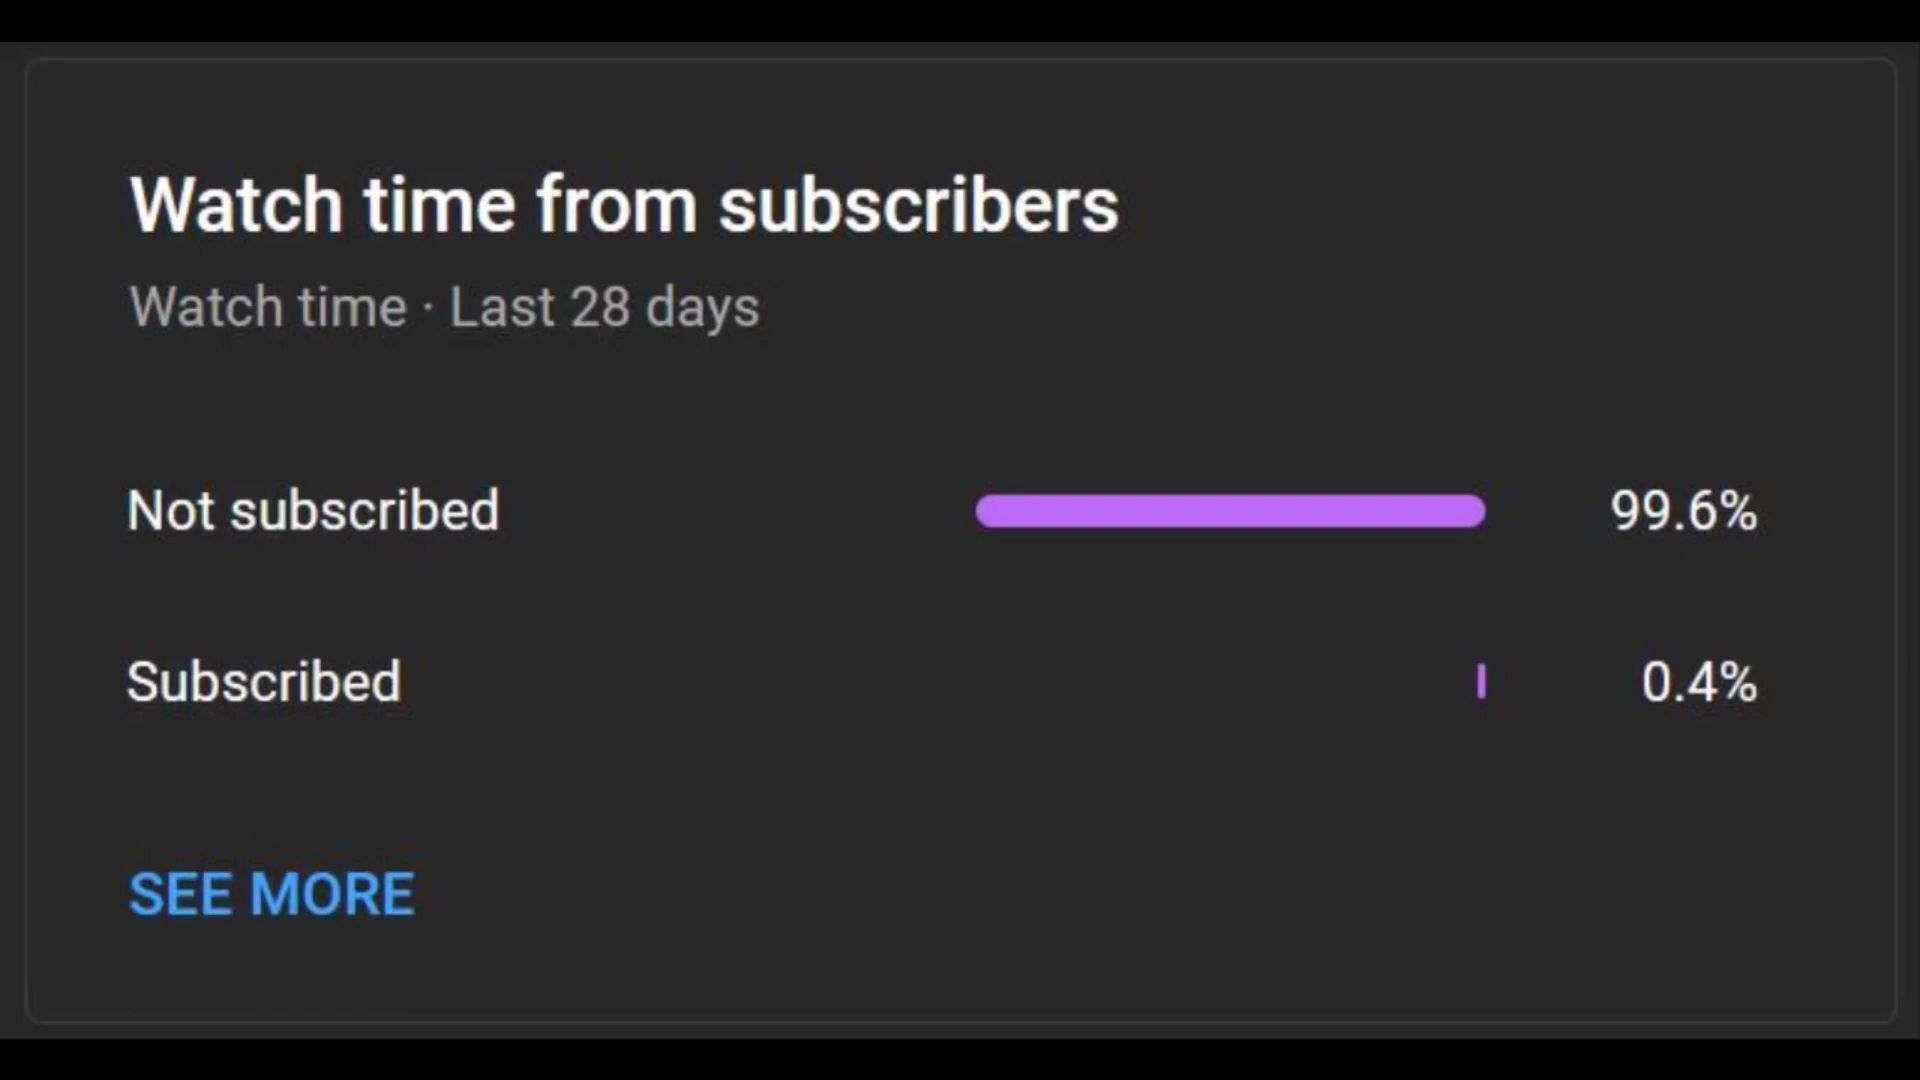 Watch time from subscribers
Watch time · Last 28 days
Not subscribed 99.6%
Subscribed 0.4%
SEE MORE